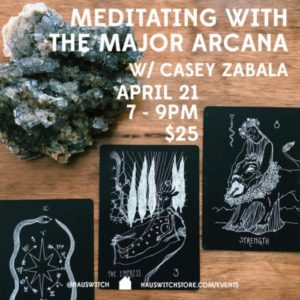 MEDITATING WITH
THE MAJOR ARCANA
W/ CASEY ZABALA
APRIL 21
7 - 9PM
$25
THE EMPRESS
3
STRENGTH
@HAUSWITCH
HAUSWITCHSTORE.COM/EVENTS